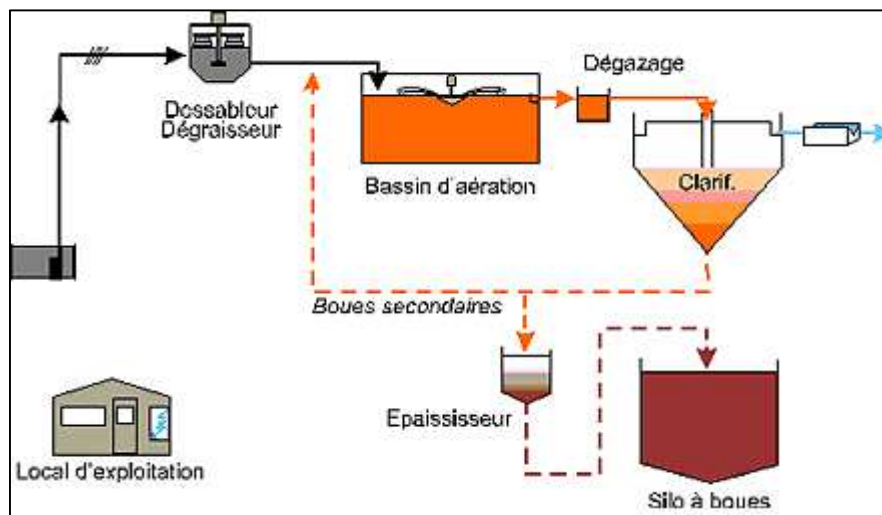 Dessableur
Dégraisseur
Bassin d'aération
Dégazage
Clarif.
Boues secondaires
Epaississeur
Silo à boues
Local d'exploitation